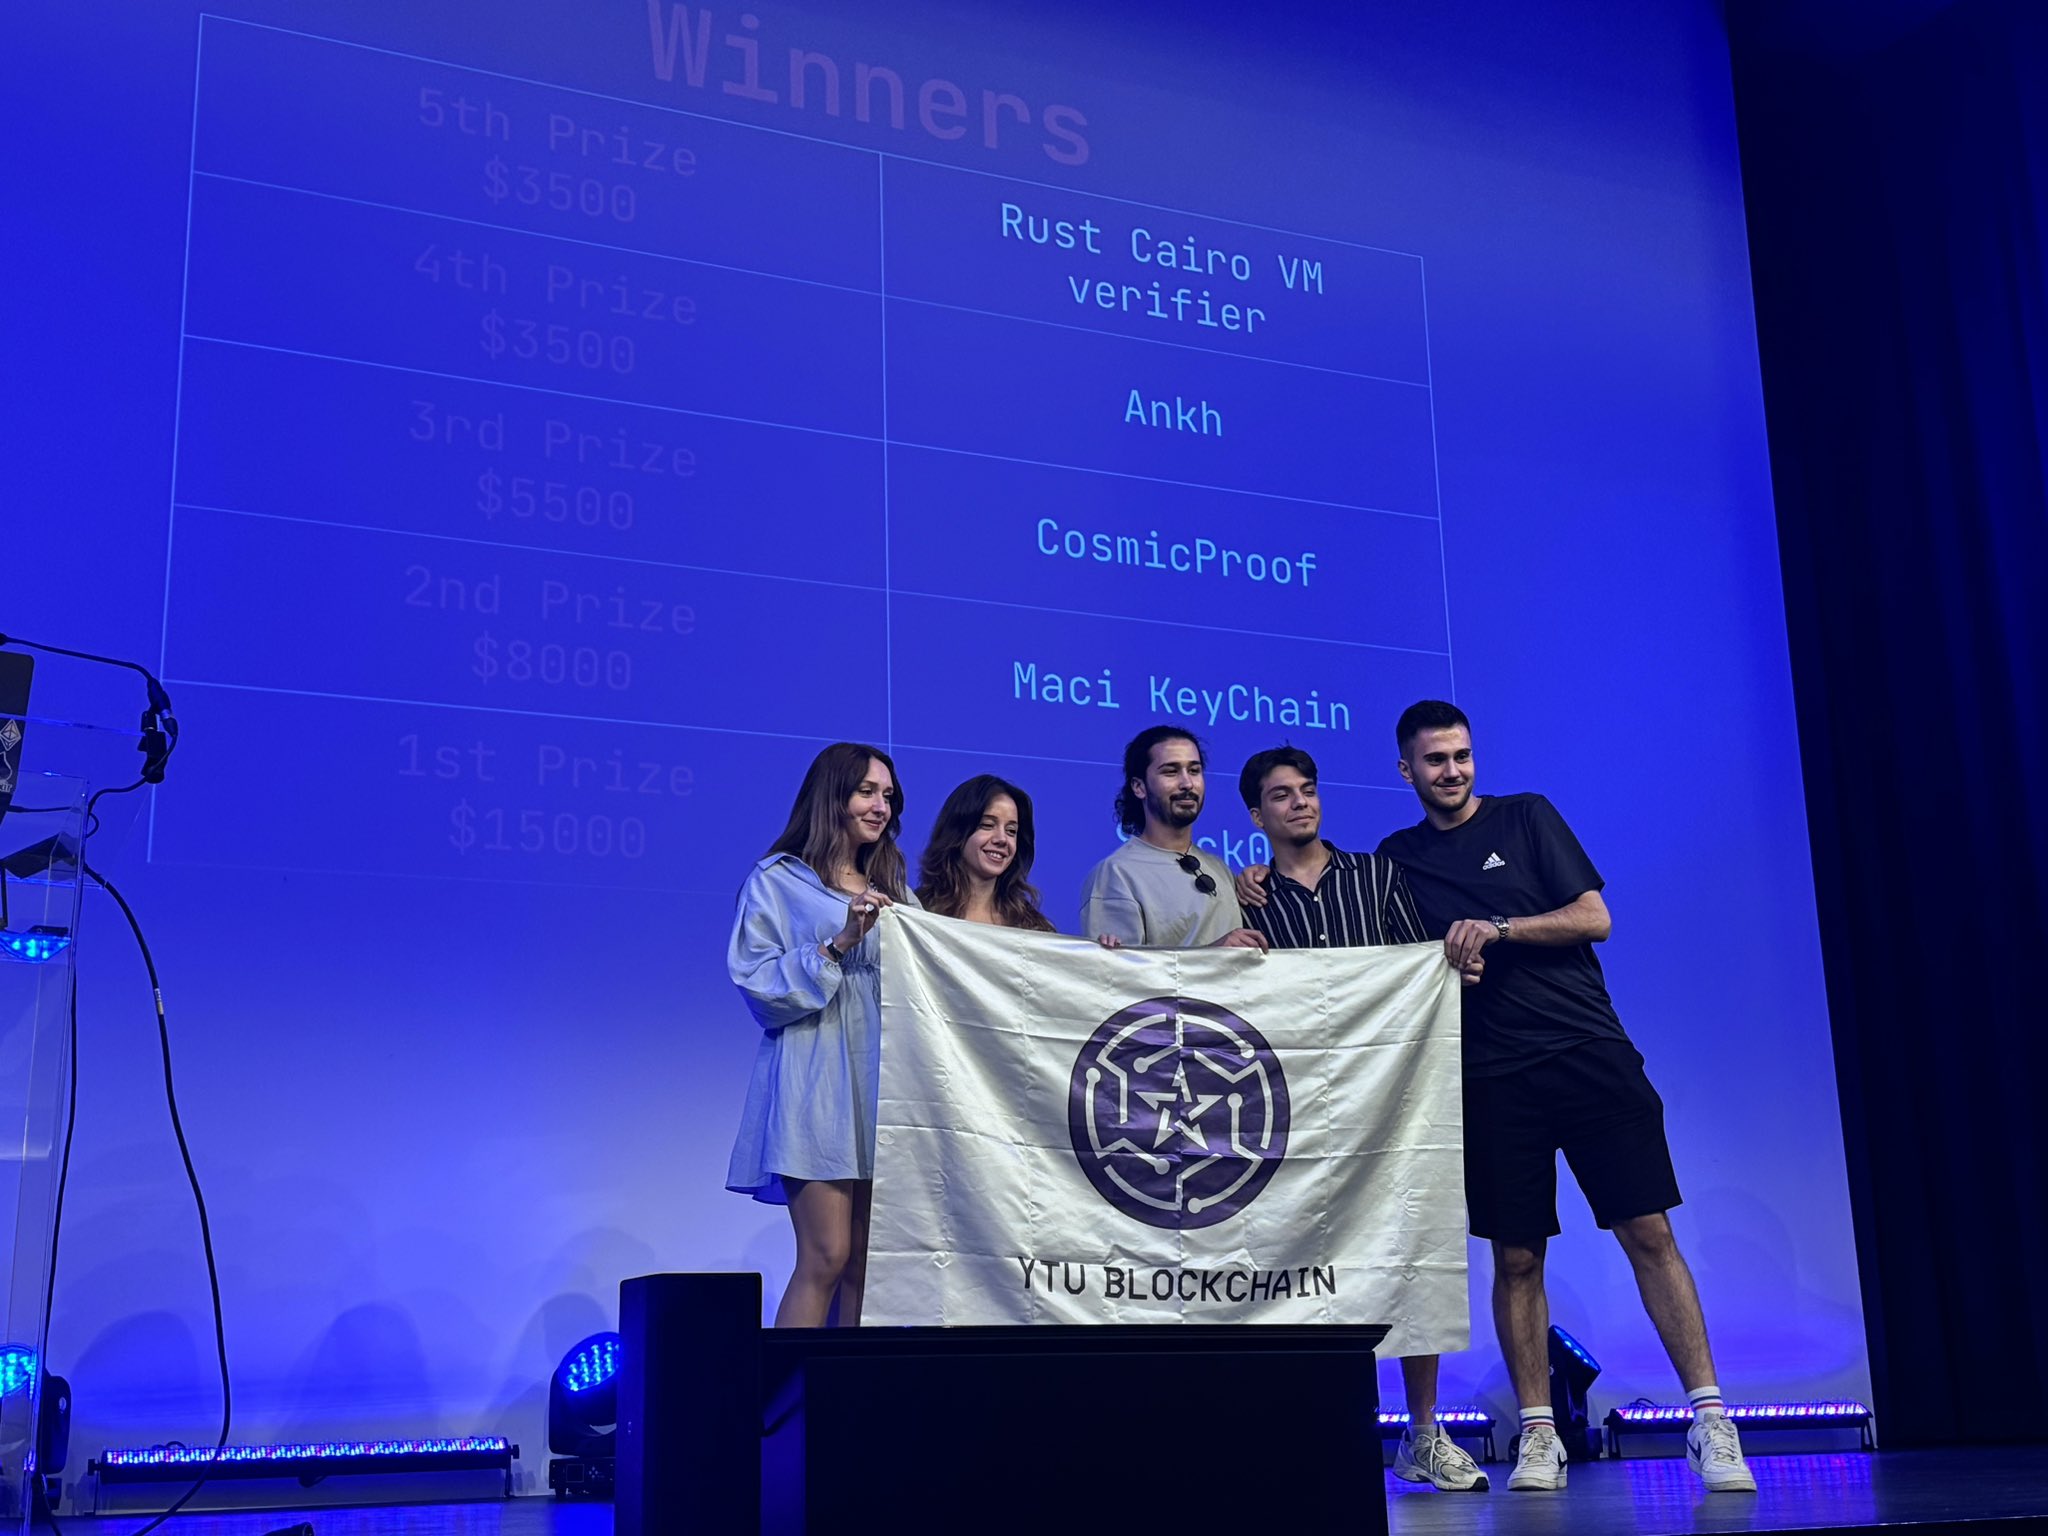 Winners
5th Prize
$3500
Rust Cairo VM
verifier
4th Prize
$3500
Ankh
3rd Prize
$5500
CosmicProof
2nd Prize
$8000
Maci KeyChain
1st Prize
$15000
adidas
YTU BLOCKCHAIN